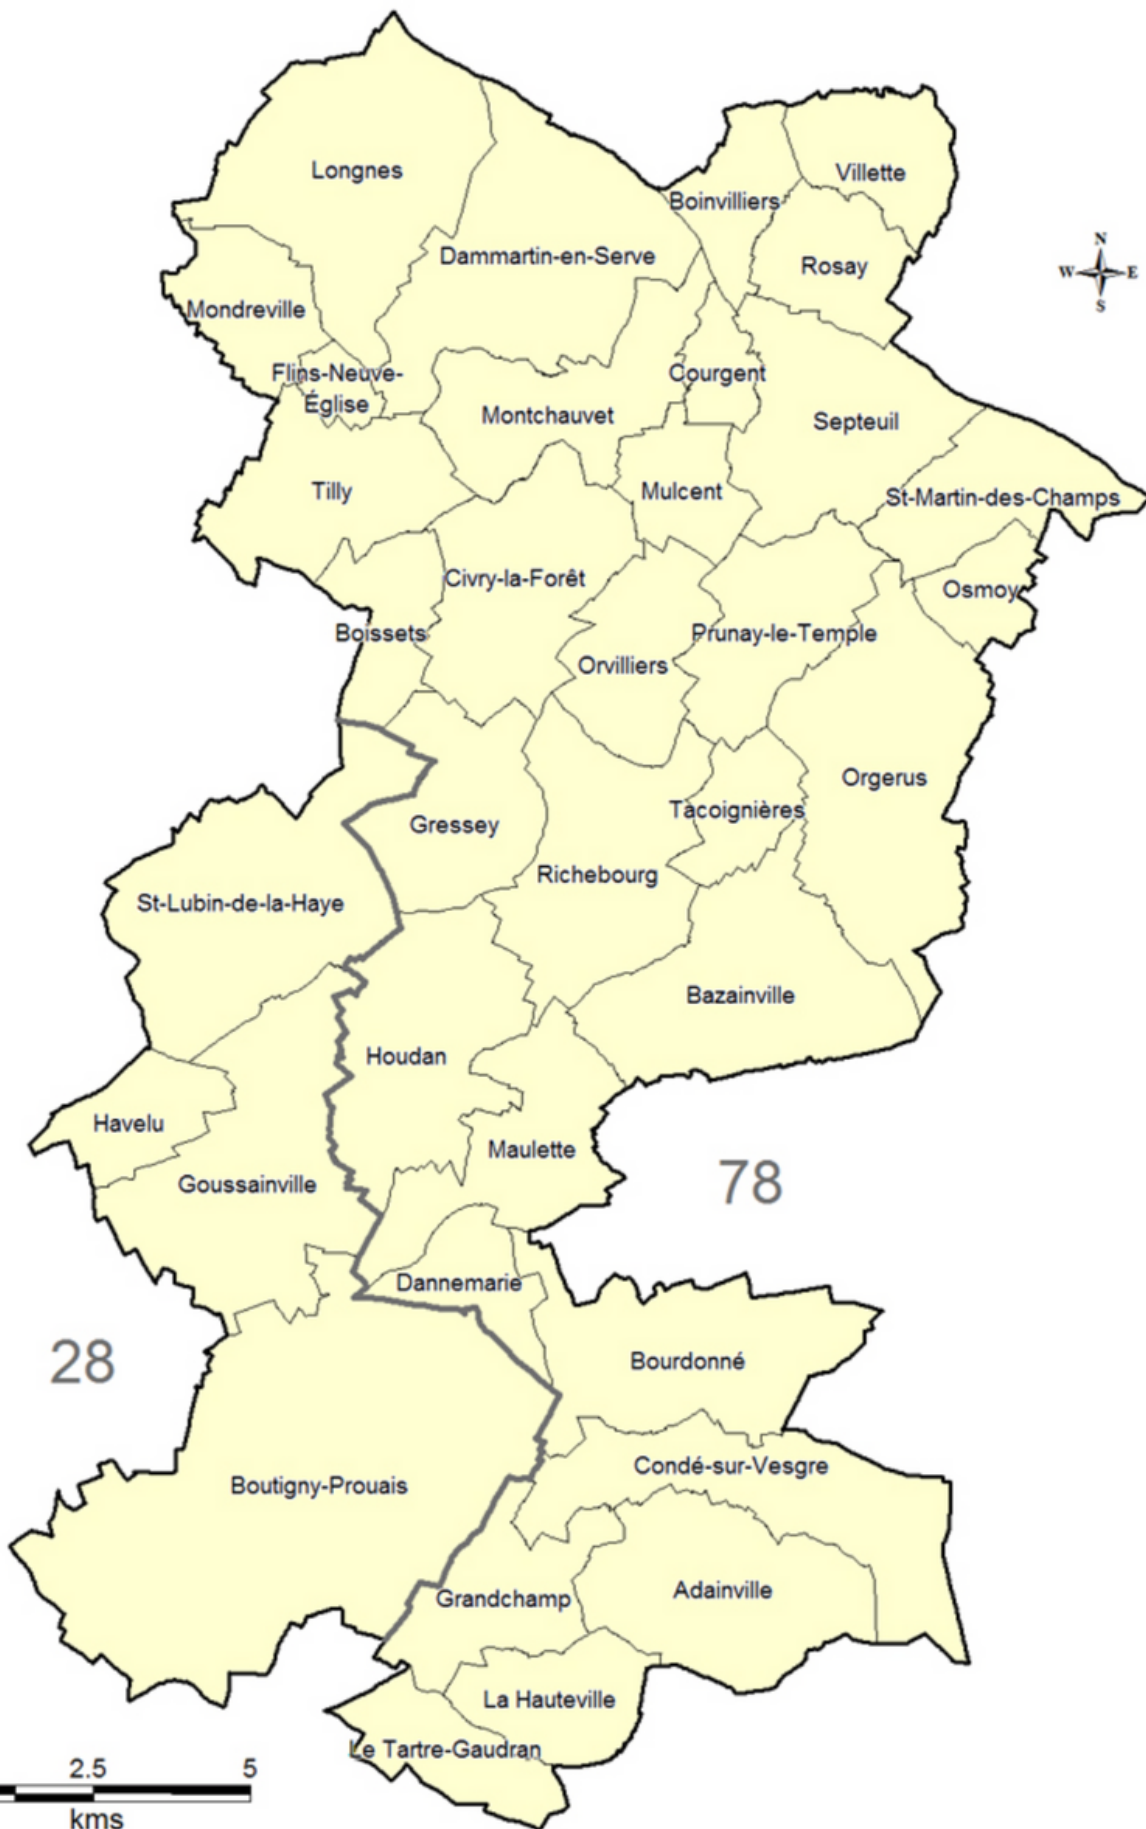 Longnes
Villette
Boinvilliers
Dammartin-en-Serve
Rosay
N
W E
S
Mondreville
Flins-Neuve-
Église
Courgent
Montchauvet
Septeuil
Tilly
Mulcent
St-Martin-des-Champs
Civry-la-Forêt
Osmoy
Boissets
Prunay-le-Temple
Orvilliers
Orgerus
Tacoignières
Gressey
Richebourg
St-Lubin-de-la-Haye
Bazainville
Houdan
Havelu
Maulette
Goussainville
78
Dannemarie
28
Bourdonné
Condé-sur-Vesgre
Boutigny-Prouais
Adainville
Grandchamp
La Hauteville
Le Tartre-Gaudran
2.5 5
kms